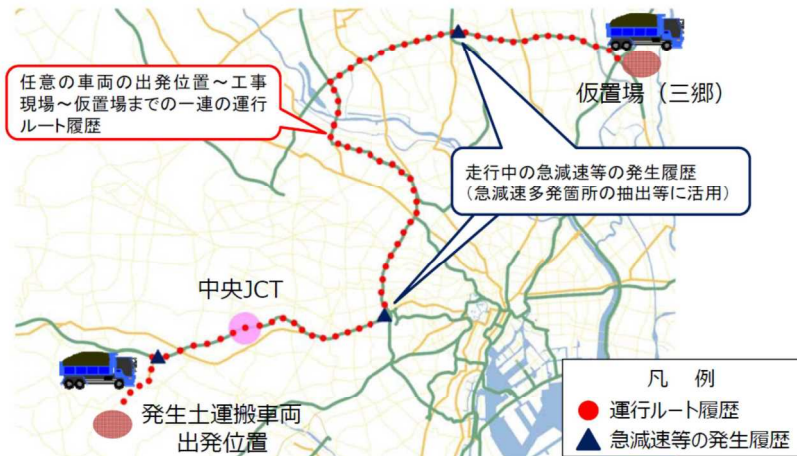 任意の車両の出発位置～工事
現場～仮置場までの一連の運行
ルート履歴
仮置場（三郷）
走行中の急減速等の発生履歴
（急減速多発箇所の抽出等に活用）
中央JCT
発生土運搬車両
出発位置
凡 例
運行ルート履歴
急減速等の発生履歴